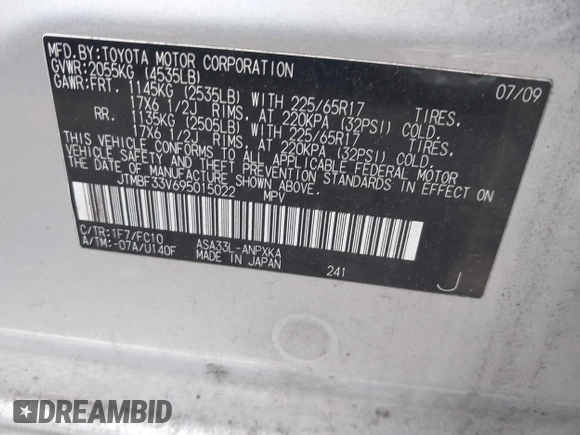 MFD.BY:TOYOTA MOTOR CORPORATION 07/09
GVWR:2055KG (4535LB)
GAWR:FRT. 1145KG (2535LB) WITH 225/65R17 TIRES,
17X6 1/2J RIMS, AT 220KPA (32PSI) COLD.
RR. 1135KG (2505LB) WITH 225/65R17 TIRES,
17X6 1/2J RIMS, AT 220KPA (32PSI) COLD.
THIS VEHICLE CONFORMS TO ALL APPLICABLE FEDERAL MOTOR
VEHICLE SAFETY AND THEFT PREVENTION STANDARDS IN EFFECT ON
THE DATE OF MANUFACTURE SHOWN ABOVE.
JTMBF33V695015022 MPV
C/TR:1F7/FC10 ASA33L-ANPXKA
A/TM:-07A/U140F MADE IN JAPAN 241 J
DREAMBID